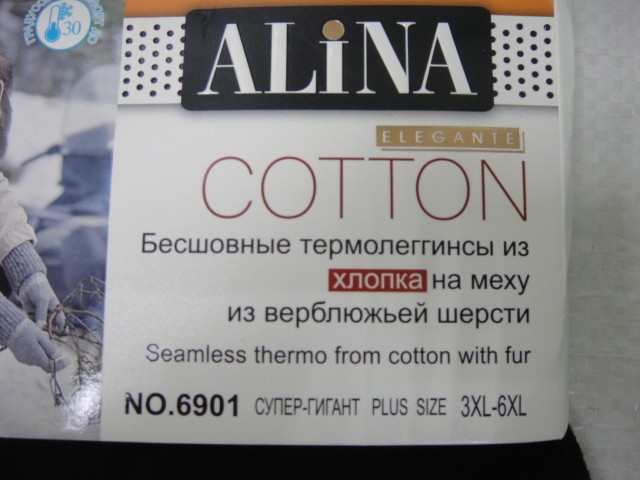 30
ALiNA
ELEGANTE
COTTON
Бесшовные термолеггинсы из
хлопка на меху
из верблюжьей шерсти
Seamless thermo from cotton with fur
NO.6901 СУПЕР-ГИГАНТ PLUS SIZE 3XL-6XL